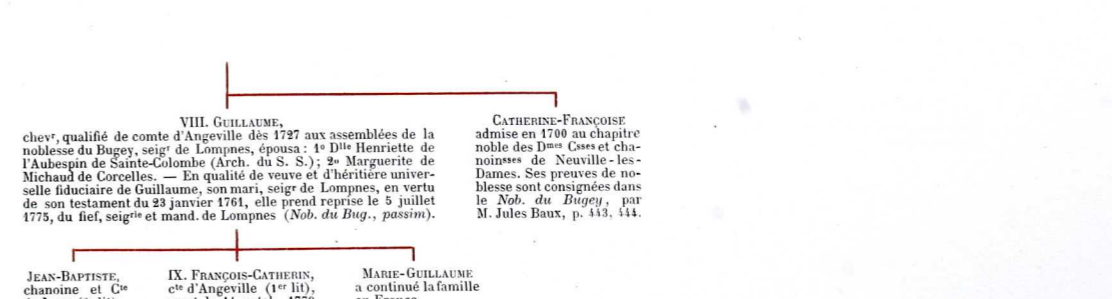 VIII. GUILLAUME,
chevʳ, qualifié de comte d'Angeville dès 1727 aux assemblées de la
noblesse du Bugey, seigʳ de Lompnes, épousa : 1º Dˡˡᵉ Henriette de
l'Aubespin de Sainte-Colombe (Arch. du S. S.) ; 2º Marguerite de
Michaud de Corcelles. — En qualité de veuve et d'héritière univer-
selle fiduciaire de Guillaume, son mari, seigr de Lompnes, en vertu
de son testament du 23 janvier 1761, elle prend reprise le 5 juillet
1775, du fief, seigʳⁱᵉ et mand. de Lompnes (Nob. du Bug., passim).
CATHERINE-FRANÇOISE
admise en 1700 au chapitre
noble des Dᵐᵉˢ Cˢˢᵉˢ et cha-
noinˢˢᵉˢ de Neuville-les-
Dames. Ses preuves de no-
blesse sont consignées dans
le Nob. du Bugey, par
M. Jules Baux, p. 443, 444.
JEAN-BAPTISTE,
chanoine et Cᵗᵉ
IX. FRANÇOIS-CATHERIN,
cᵗᵉ d'Angeville (1ᵉʳ lit),
MARIE-GUILLAUME
a continué la famille